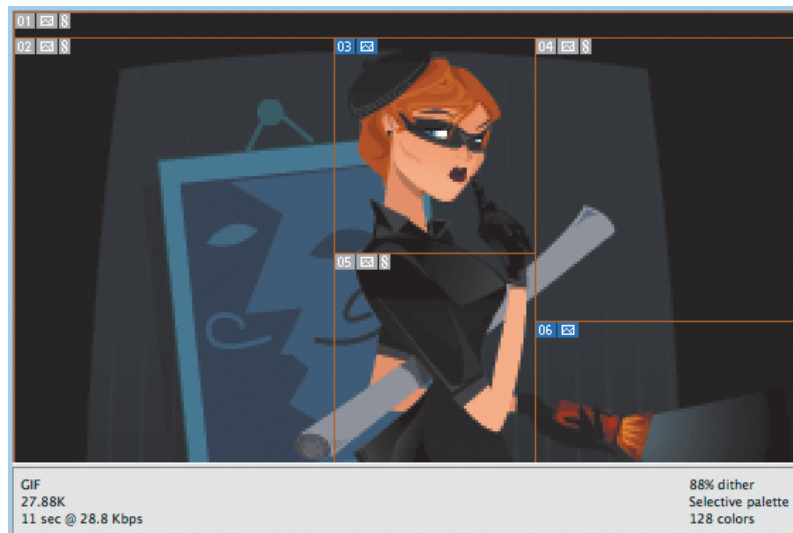 01
02
03
04
05
06
GIF
27.88K
11 sec @ 28.8 Kbps
88% dither
Selective palette
128 colors